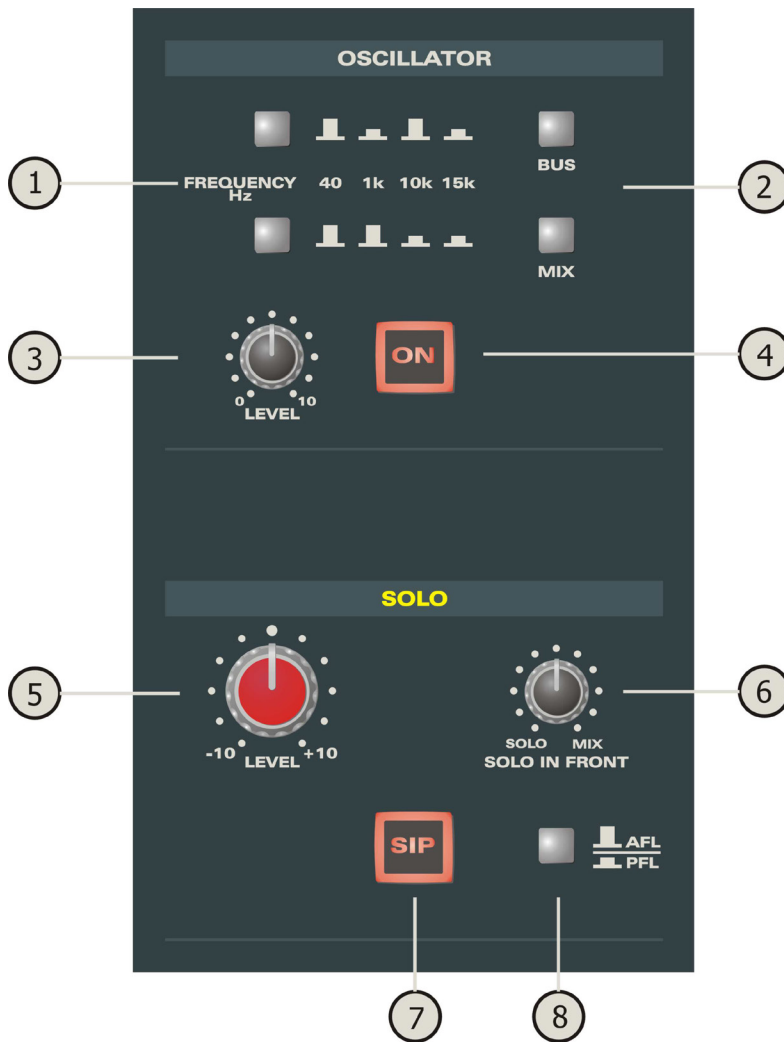 OSCILLATOR
BUS
1
FREQUENCY
Hz
40 1k 10k 15k
2
MIX
3
ON
4
0 10
LEVEL
SOLO
5
6
-10 LEVEL +10
SOLO MIX
SOLO IN FRONT
SIP
AFL
PFL
7
8